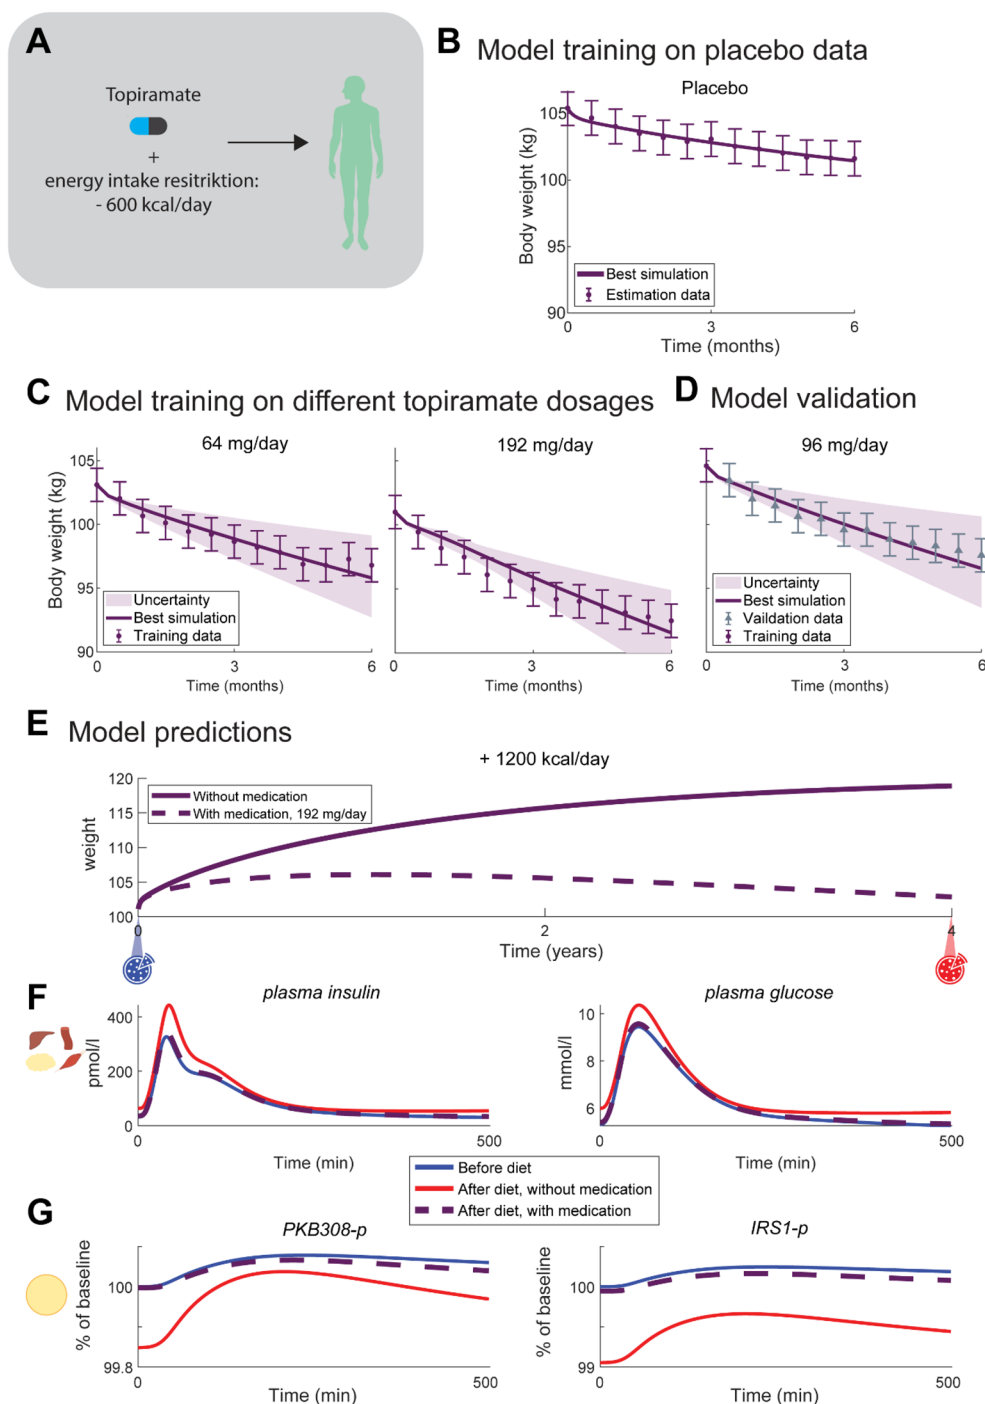 A
Topiramate
+
energy intake resitriktion:
- 600 kcal/day
B
Model training on placebo data
Placebo
105
100
95
90
Body weight (kg)
Best simulation
Estimation data
0
3
6
Time (months)
C
Model training on different topiramate dosages
64 mg/day
105
100
95
90
Body weight (kg)
Uncertainty
Best simulation
Training data
0
3
6
Time (months)
192 mg/day
0
3
6
Time (months)
D
Model validation
96 mg/day
Uncertainty
Best simulation
Vaildation data
Training data
0
3
6
Time (months)
E
Model predictions
+ 1200 kcal/day
120
115
110
105
100
weight
Without medication
With medication, 192 mg/day
0
2
4
Time (years)
F
plasma insulin
400
200
0
pmol/l
0
500
Time (min)
plasma glucose
10
8
6
mmol/l
0
500
Time (min)
Before diet
After diet, without medication
After diet, with medication
G
PKB308-p
100
99.8
% of baseline
0
500
Time (min)
IRS1-p
100
99
% of baseline
0
500
Time (min)